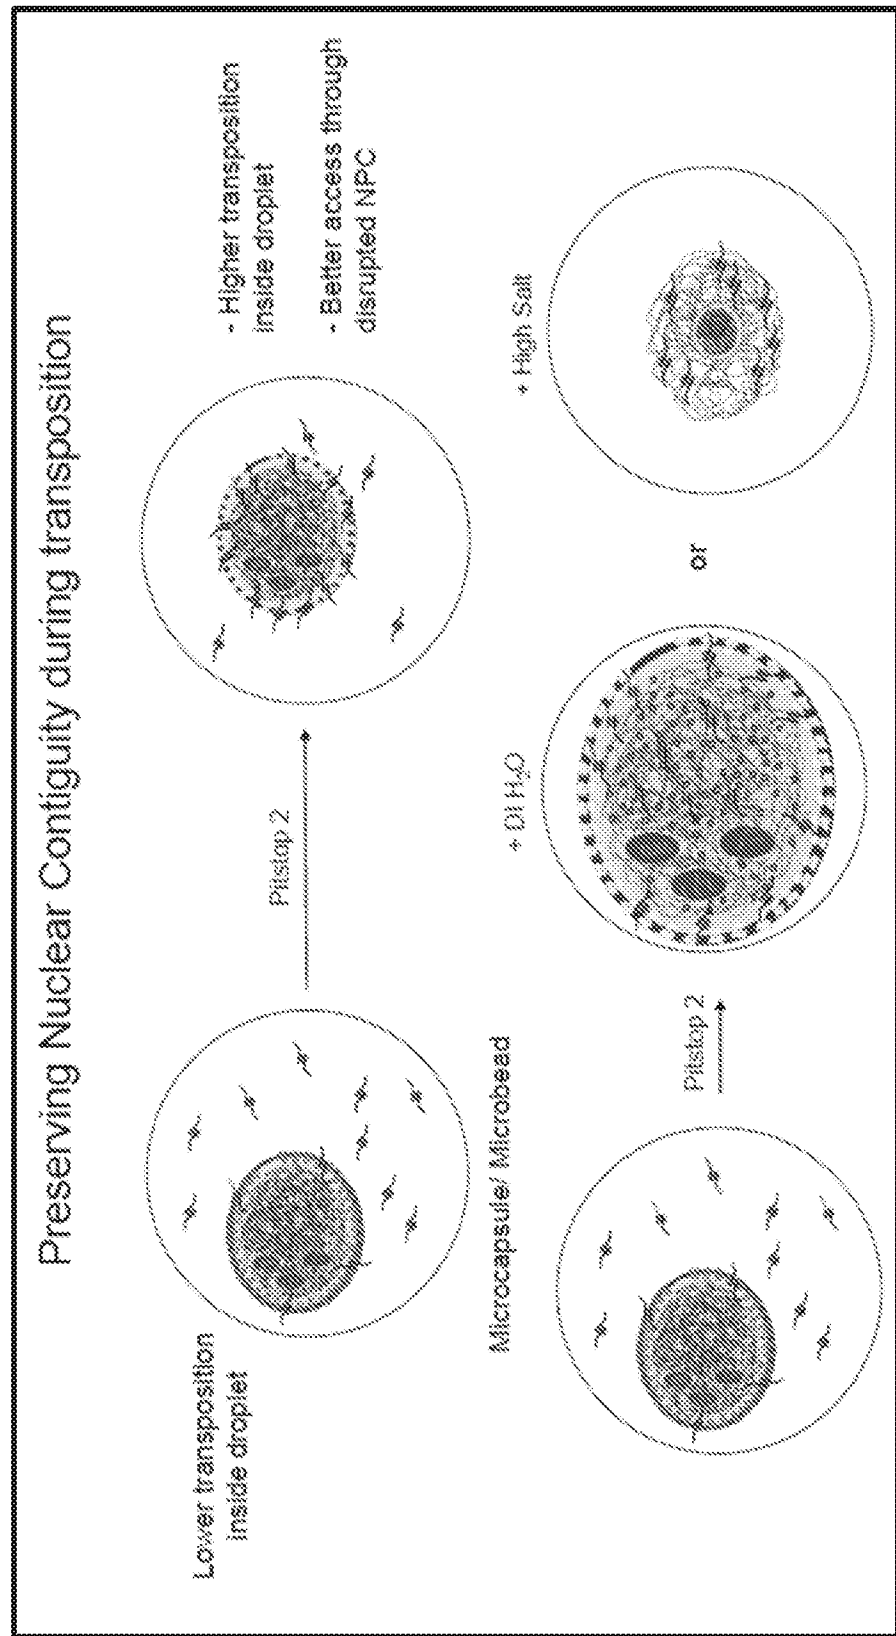 Preserving Nuclear Contiguity during transposition
Lower transposition
inside droplet
Pitstop 2
- Higher transposition
inside droplet
- Better access through
disrupted NPC
Microcapsule/ Microbead
Pitstop 2
+ DI H₂O
or
+ High Salt